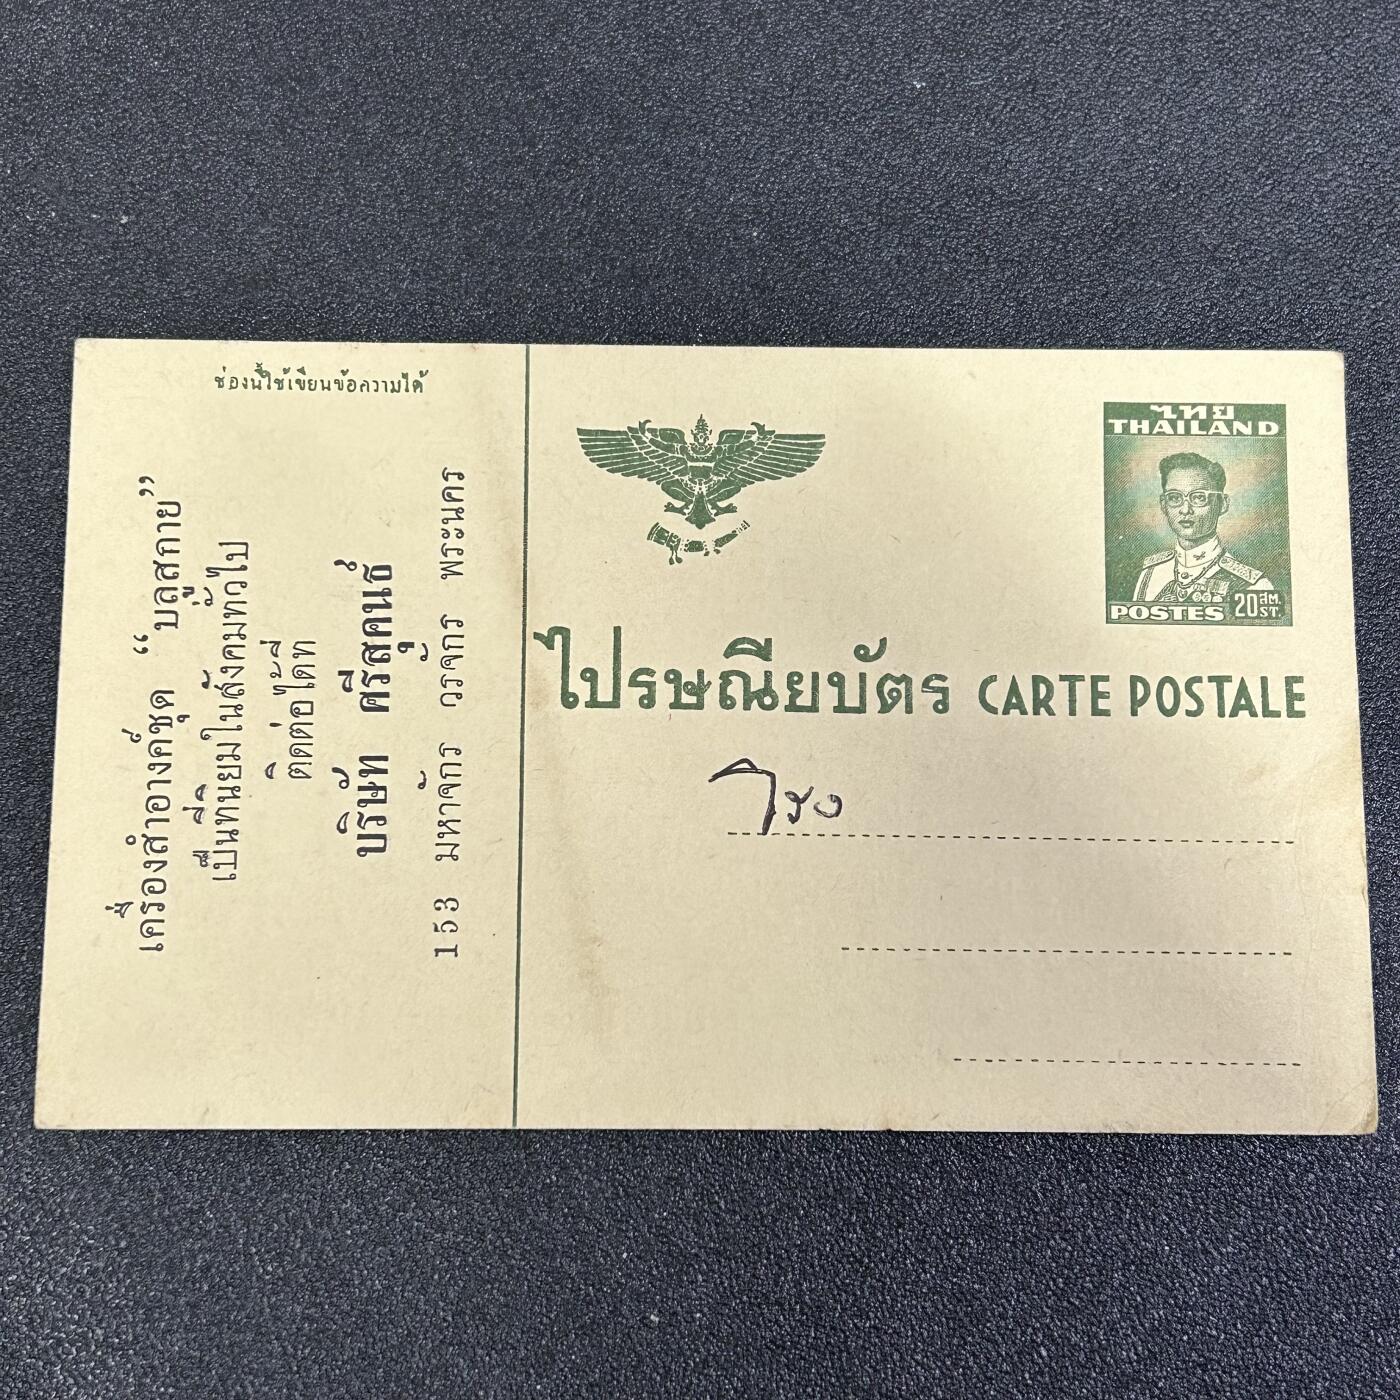 ช่องนี้ใช้เขียนข้อความได้
เครื่องสำอางค์ชุด “ บลูสกาย”
เป็นที่นิยมในสังคมทั่วไป
ติดต่อได้ที่
บริษัท ศรีสุคนธ์
153 มหาจักร วรจักร พระนคร
ไทย
THAILAND
POSTES 20 สต. ST.
ไปรษณียบัตร CARTE POSTALE